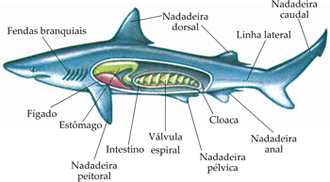 Nadadeira
caudal
Nadadeira
dorsal
Fendas branquiais
Linha lateral
Fígado
Estômago
Intestino
Válvula
espiral
Cloaca
Nadadeira
anal
Nadadeira
pélvica
Nadadeira
peitoral